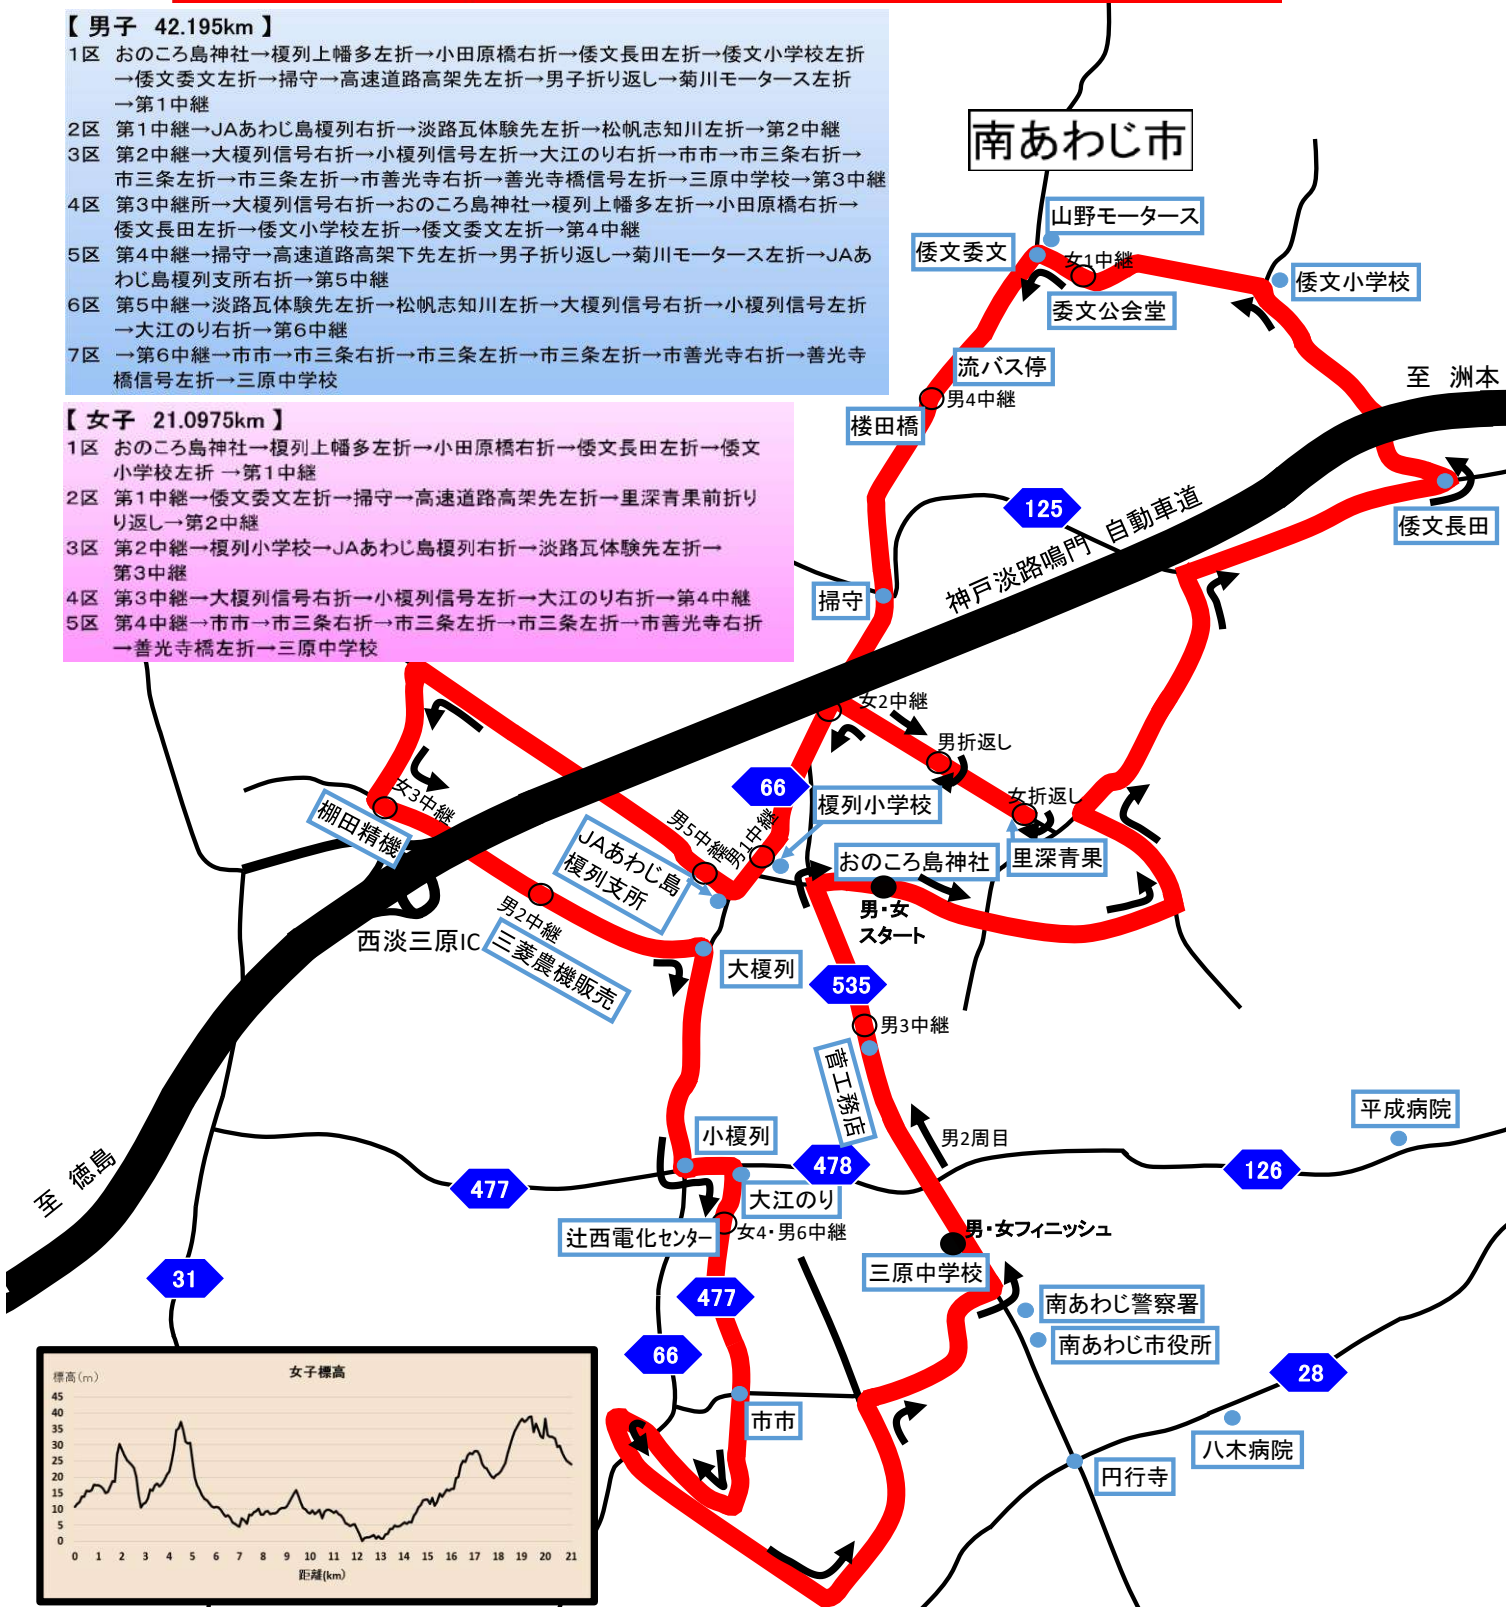 【 男子 42.195km 】
1区 おのころ島神社→榎列上幡多左折→小田原橋右折→倭文長田左折→倭文小学校左折
→倭文委文左折→掃守→高速道路高架先左折→男子折り返し→菊川モータース左折
→第1中継
2区 第1中継→JAあわじ島榎列右折→淡路瓦体験先左折→松帆志知川左折→第2中継
3区 第2中継→大榎列信号右折→小榎列信号左折→大江のり右折→市市→市三条右折→
市三条左折→市三条左折→市善光寺右折→善光寺橋信号左折→三原中学校→第3中継
4区 第3中継所→大榎列信号右折→おのころ島神社→榎列上幡多左折→小田原橋右折→
倭文長田左折→倭文小学校左折→倭文委文左折→第4中継
5区 第4中継→掃守→高速道路高架下先左折→男子折り返し→菊川モータース左折→JAあ
わじ島榎列支所右折→第5中継
6区 第5中継→淡路瓦体験先左折→松帆志知川左折→大榎列信号右折→小榎列信号左折
→大江のり右折→第6中継
7区 →第6中継→市市→市三条右折→市三条左折→市三条左折→市善光寺右折→善光寺
橋信号左折→三原中学校
【 女子 21.0975km 】
1区 おのころ島神社→榎列上幡多左折→小田原橋右折→倭文長田左折→倭文
小学校左折 →第1中継
2区 第1中継→倭文委文左折→掃守→高速道路高架先左折→里深青果前折り
り返し→第2中継
3区 第2中継→榎列小学校→JAあわじ島榎列右折→淡路瓦体験先左折→
第3中継
4区 第3中継→大榎列信号右折→小榎列信号左折→大江のり右折→第4中継
5区 第4中継→市市→市三条右折→市三条左折→市三条左折→市善光寺右折
→善光寺橋左折→三原中学校
南あわじ市
山野モータース
倭文委文
女1中継
委文公会堂
倭文小学校
流バス停
男4中継
楼田橋
至 洲本
125
神戸淡路鳴門 自動車道
倭文長田
掃守
女2中継
男折返し
66
女折返し
榎列小学校
女3中継
棚田精機
男5中継
男1中継
JAあわじ島
榎列支所
おのころ島神社
里深青果
男・女
スタート
男2中継
西淡三原IC
三菱農機販売
大榎列
535
男3中継
菅工務店
平成病院
小榎列
男2周目
478
126
477
大江のり
至 徳島
辻西電化センター
女4・男6中継
男・女フィニッシュ
三原中学校
31
477
南あわじ警察署
南あわじ市役所
66
28
市市
八木病院
円行寺
女子標高
標高(m)
45
40
35
30
25
20
15
10
5
0
0 1 2 3 4 5 6 7 8 9 10 11 12 13 14 15 16 17 18 19 20 21
距離(km)